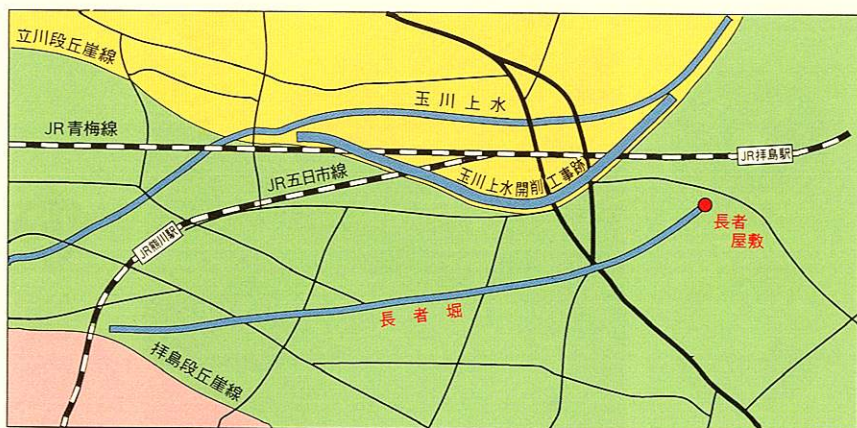 立川段丘崖線
玉川上水
JR青梅線
JR五日市線
玉川上水開削工事跡
JR拝島駅
JR熊川駅
長者
屋敷
長者堀
拝島段丘崖線